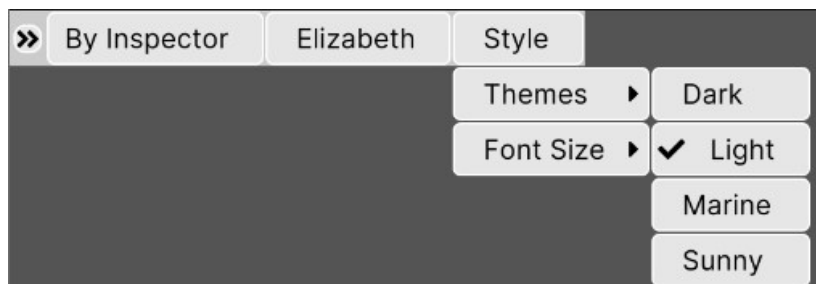 By Inspector Elizabeth Style
Themes Dark
Font Size Light
Marine
Sunny